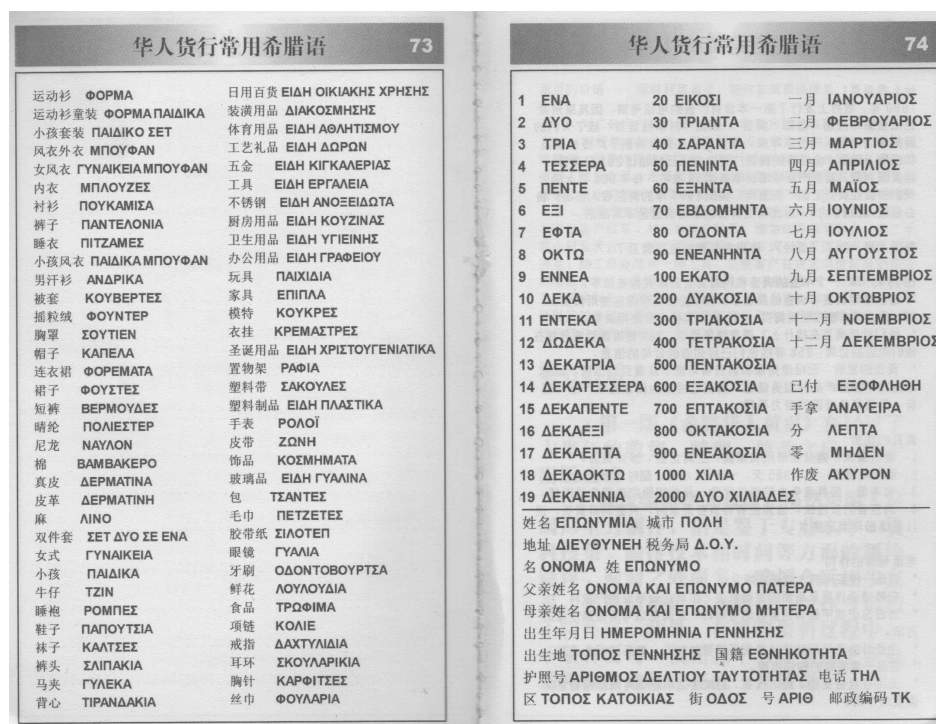 华人货行常用希腊语 73
运动衫 ΦΟΡΜΑ
运动衫童装 ΦΟΡΜΑ ΠΑΙΔΙΚΑ
小孩套装 ΠΑΙΔΙΚΟ ΣΕΤ
风衣外衣 ΜΠΟΥΦΑΝ
女风衣 ΓΥΝΑΙΚΕΙΑ ΜΠΟΥΦΑΝ
内衣 ΜΠΛΟΥΖΕΣ
衬衫 ΠΟΥΚΑΜΙΣΑ
裤子 ΠΑΝΤΕΛΟΝΙΑ
睡衣 ΠΙΤΖΑΜΕΣ
小孩风衣 ΠΑΙΔΙΚΑ ΜΠΟΥΦΑΝ
男汗衫 ΑΝΔΡΙΚΑ
被套 ΚΟΥΒΕΡΤΕΣ
摇粒绒 ΦΟΥΝΤΕΡ
胸罩 ΣΟΥΤΙΕΝ
帽子 ΚΑΠΕΛΑ
连衣裙 ΦΟΡΕΜΑΤΑ
裙子 ΦΟΥΣΤΕΣ
短裤 ΒΕΡΜΟΥΔΕΣ
晴纶 ΠΟΛΙΕΣΤΕΡ
尼龙 ΝΑΥΛΟΝ
棉 ΒΑΜΒΑΚΕΡΟ
真皮 ΔΕΡΜΑΤΙΝΑ
皮革 ΔΕΡΜΑΤΙΝΗ
麻 ΛΙΝΟ
双件套 ΣΕΤ ΔΥΟ ΣΕ ΕΝΑ
女式 ΓΥΝΑΙΚΕΙΑ
小孩 ΠΑΙΔΙΚΑ
牛仔 ΤΖΙΝ
睡袍 ΡΟΜΠΕΣ
鞋子 ΠΑΠΟΥΤΣΙΑ
袜子 ΚΑΛΤΣΕΣ
裤头 ΣΛΙΠΑΚΙΑ
马夹 ΓΥΛΕΚΑ
背心 ΤΙΡΑΝΔΑΚΙΑ
日用百货 ΕΙΔΗ ΟΙΚΙΑΚΗΣ ΧΡΗΣΗΣ
装潢用品 ΔΙΑΚΟΣΜΗΣΗΣ
体育用品 ΕΙΔΗ ΑΘΛΗΤΙΣΜΟΥ
工艺礼品 ΕΙΔΗ ΔΩΡΩΝ
五金 ΕΙΔΗ ΚΙΓΚΑΛΕΡΙΑΣ
工具 ΕΙΔΗ ΕΡΓΑΛΕΙΑ
不锈钢 ΕΙΔΗ ΑΝΟΞΕΙΔΩΤΑ
厨房用品 ΕΙΔΗ ΚΟΥΖΙΝΑΣ
卫生用品 ΕΙΔΗ ΥΓΙΕΙΝΗΣ
办公用品 ΕΙΔΗ ΓΡΑΦΕΙΟΥ
玩具 ΠΑΙΧΙΔΙΑ
家具 ΕΠΙΠΛΑ
模特 ΚΟΥΚΡΕΣ
衣挂 ΚΡΕΜΑΣΤΡΕΣ
圣诞用品 ΕΙΔΗ ΧΡΙΣΤΟΥΓΕΝΙΑΤΙΚΑ
置物架 ΡΑΦΙΑ
塑料带 ΣΑΚΟΥΛΕΣ
塑料制品 ΕΙΔΗ ΠΛΑΣΤΙΚΑ
手表 ΡΟΛΟΪ
皮带 ΖΩΝΗ
饰品 ΚΟΣΜΗΜΑΤΑ
玻璃品 ΕΙΔΗ ΓΥΑΛΙΝΑ
包 ΤΣΑΝΤΕΣ
毛巾 ΠΕΤΖΕΤΕΣ
胶带纸 ΣΙΛΟΤΕΠ
眼镜 ΓΥΑΛΙΑ
牙刷 ΟΔΟΝΤΟΒΟΥΡΤΣΑ
鲜花 ΛΟΥΛΟΥΔΙΑ
食品 ΤΡΩΦΙΜΑ
项链 ΚΟΛΙΕ
戒指 ΔΑΧΤΥΛΙΔΙΑ
耳环 ΣΚΟΥΛΑΡΙΚΙΑ
胸针 ΚΑΡΦΙΤΣΕΣ
丝巾 ΦΟΥΛΑΡΙΑ
华人货行常用希腊语 74
1 ΕΝΑ 20 ΕΙΚΟΣΙ 一月 ΙΑΝΟΥΑΡΙΟΣ
2 ΔΥΟ 30 ΤΡΙΑΝΤΑ 二月 ΦΕΒΡΟΥΑΡΙΟΣ
3 ΤΡΙΑ 40 ΣΑΡΑΝΤΑ 三月 ΜΑΡΤΙΟΣ
4 ΤΕΣΣΕΡΑ 50 ΠΕΝΙΝΤΑ 四月 ΑΠΡΙΛΙΟΣ
5 ΠΕΝΤΕ 60 ΕΞΗΝΤΑ 五月 ΜΑΪΟΣ
6 ΕΞΙ 70 ΕΒΔΟΜΗΝΤΑ 六月 ΙΟΥΝΙΟΣ
7 ΕΦΤΑ 80 ΟΓΔΟΝΤΑ 七月 ΙΟΥΛΙΟΣ
8 ΟΚΤΩ 90 ΕΝΕΑΝΗΝΤΑ 八月 ΑΥΓΟΥΣΤΟΣ
9 ΕΝΝΕΑ 100 ΕΚΑΤΟ 九月 ΣΕΠΤΕΜΒΡΙΟΣ
10 ΔΕΚΑ 200 ΔΥΑΚΟΣΙΑ 十月 ΟΚΤΩΒΡΙΟΣ
11 ΕΝΤΕΚΑ 300 ΤΡΙΑΚΟΣΙΑ 十一月 ΝΟΕΜΒΡΙΟΣ
12 ΔΩΔΕΚΑ 400 ΤΕΤΡΑΚΟΣΙΑ 十二月 ΔΕΚΕΜΒΡΙΟΣ
13 ΔΕΚΑΤΡΙΑ 500 ΠΕΝΤΑΚΟΣΙΑ
14 ΔΕΚΑΤΕΣΣΕΡΑ 600 ΕΞΑΚΟΣΙΑ 已付 ΕΞΟΦΛΗΘΗ
15 ΔΕΚΑΠΕΝΤΕ 700 ΕΠΤΑΚΟΣΙΑ 手拿 ΑΝΑΥΕΙΡΑ
16 ΔΕΚΑΕΞΙ 800 ΟΚΤΑΚΟΣΙΑ 分 ΛΕΠΤΑ
17 ΔΕΚΑΕΠΤΑ 900 ΕΝΕΑΚΟΣΙΑ 零 ΜΗΔΕΝ
18 ΔΕΚΑΟΚΤΩ 1000 ΧΙΛΙΑ 作废 ΑΚΥΡΟΝ
19 ΔΕΚΑΕΝΝΙΑ 2000 ΔΥΟ ΧΙΛΙΑΔΕΣ
姓名 ΕΠΩΝΥΜΙΑ 城市 ΠΟΛΗ
地址 ΔΙΕΥΘΥΝΕΗ 税务局 Δ.Ο.Υ.
名 ΟΝΟΜΑ 姓 ΕΠΩΝΥΜΟ
父亲姓名 ΟΝΟΜΑ ΚΑΙ ΕΠΩΝΥΜΟ ΠΑΤΕΡΑ
母亲姓名 ΟΝΟΜΑ ΚΑΙ ΕΠΩΝΥΜΟ ΜΗΤΕΡΑ
出生年月日 ΗΜΕΡΟΜΗΝΙΑ ΓΕΝΝΗΣΗΣ
出生地 ΤΟΠΟΣ ΓΕΝΝΗΣΗΣ 国籍 ΕΘΝΗΚΟΤΗΤΑ
护照号 ΑΡΙΘΜΟΣ ΔΕΛΤΙΟΥ ΤΑΥΤΟΤΗΤΑΣ 电话 ΤΗΛ
区 ΤΟΠΟΣ ΚΑΤΟΙΚΙΑΣ 街 ΟΔΟΣ 号 ΑΡΙΘ 邮政编码 ΤΚ